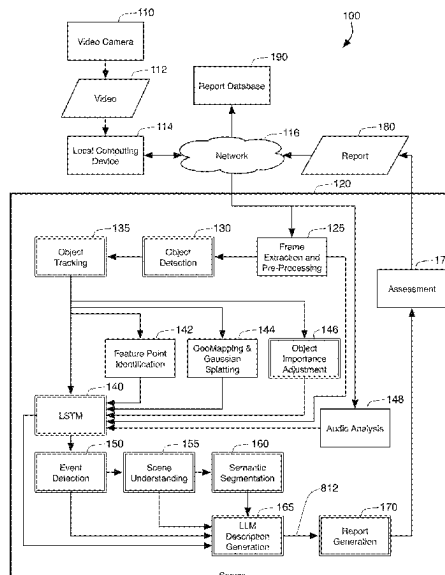 110
100
Video Camera
190
112
Report Database
Video
114
116
180
Local Computing
Device
Network
Report
120
135
130
125
Object
Tracking
Object
Detection
Frame
Extraction and
Pre-Processing
Assessment
142
144
146
Feature Point
Identification
GeoMapping &
Gaussian
Splatting
Object
Importance
Adjustment
140
148
LSTM
Audio Analysis
150
155
160
Event
Detection
Scene
Understanding
Semantic
Segmentation
165
812
170
LLM
Description
Generation
Report
Generation